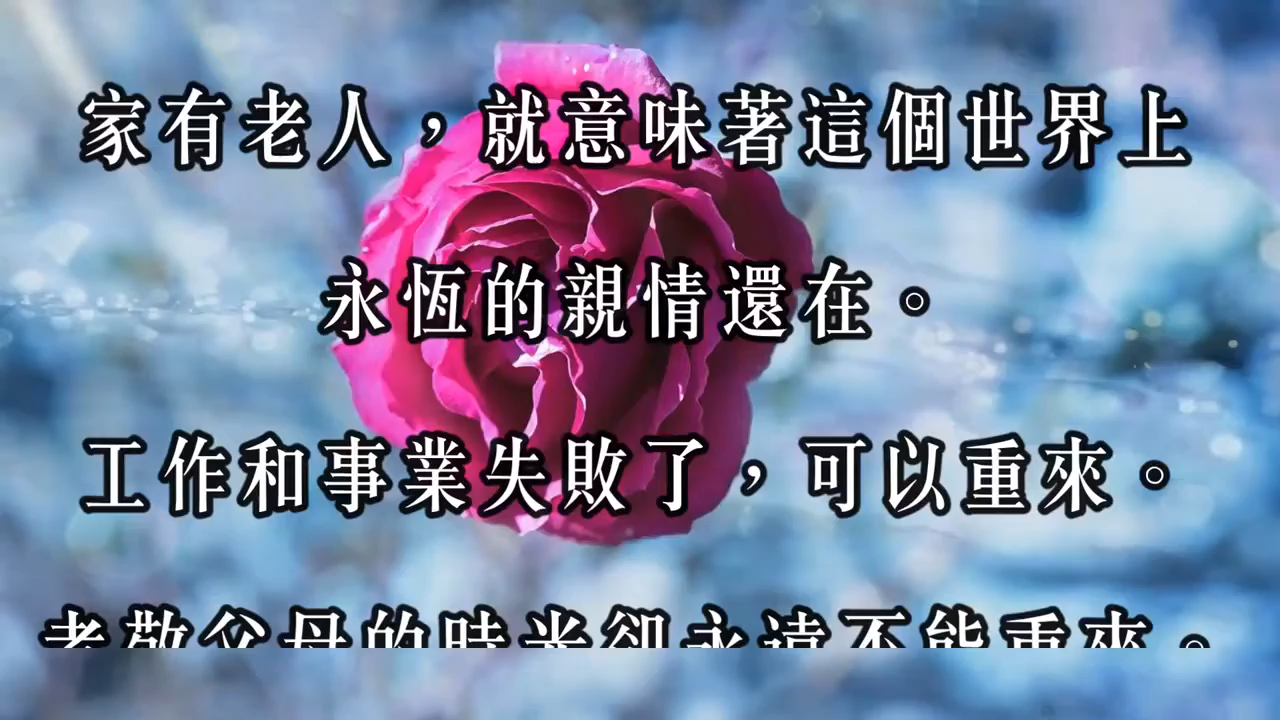 家有老人，就意味著這個世界上
永恆的親情還在。
工作和事業失敗了，可以重來。
孝敬父母的時光卻永遠不能重來。